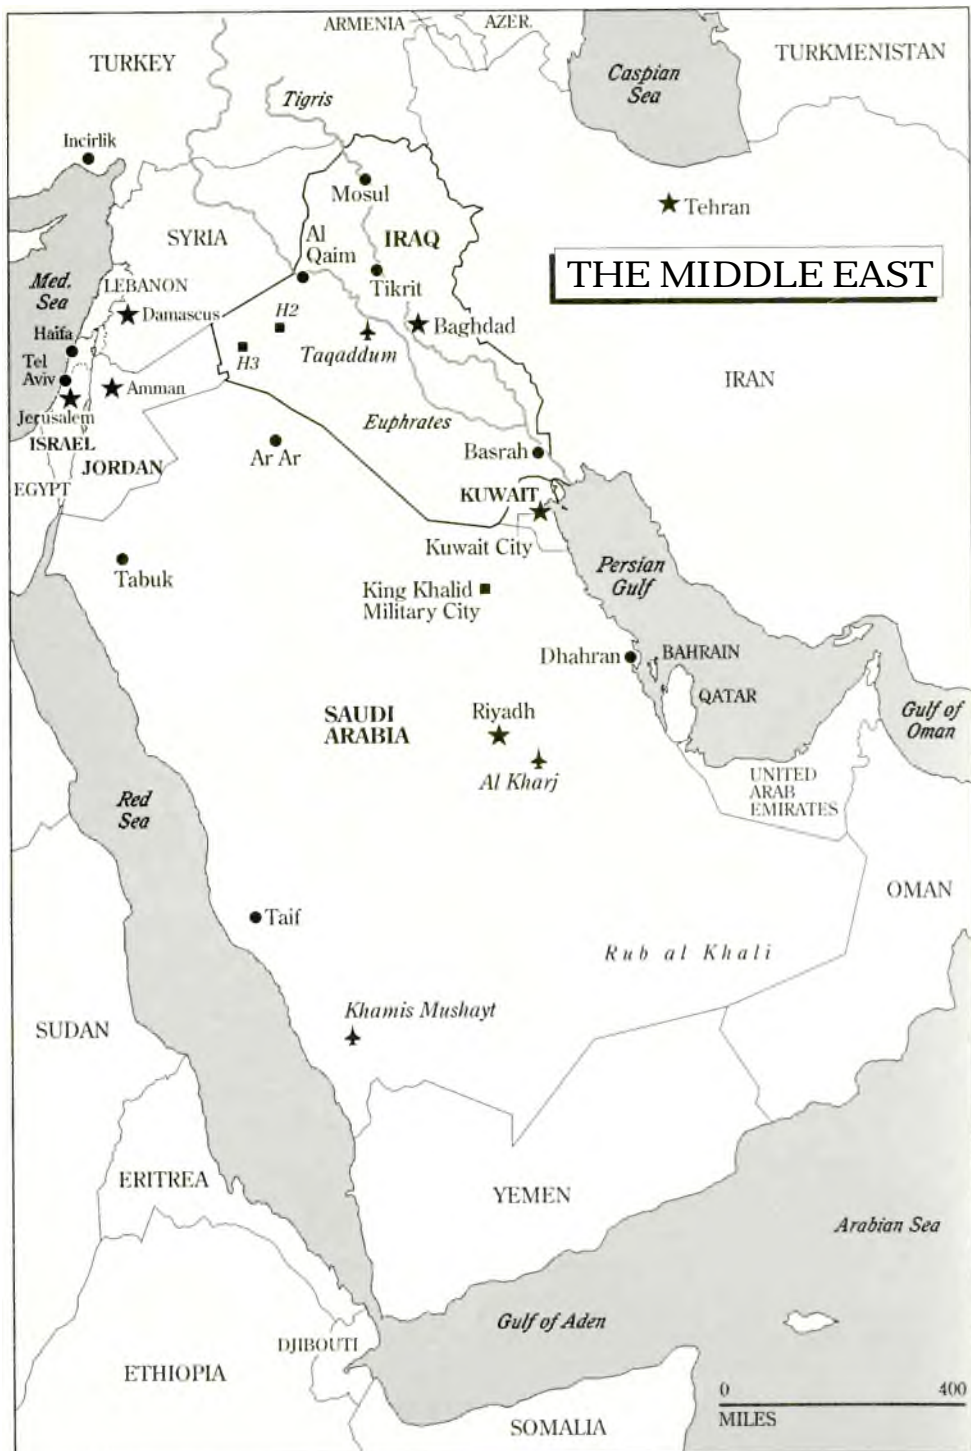 ARMENIA
AZER.
TURKEY
TURKMENISTAN
Caspian
Sea
Tigris
Incirlik
Mosul
Tehran
SYRIA
Al
Qaim
IRAQ
THE MIDDLE EAST
Med.
Sea
LEBANON
Tikrit
Damascus
H2
Baghdad
Haifa
H3
Taqaddum
Tel
Aviv
Amman
IRAN
Jerusalem
Euphrates
ISRAEL
Ar Ar
Basrah
JORDAN
EGYPT
KUWAIT
Kuwait City
Tabuk
Persian
Gulf
King Khalid
Military City
Dhahran
BAHRAIN
QATAR
SAUDI
ARABIA
Riyadh
Gulf of
Oman
Al Kharj
UNITED
ARAB
EMIRATES
Red
Sea
OMAN
Taif
Rub al Khali
Khamis Mushayt
SUDAN
ERITREA
YEMEN
Arabian Sea
Gulf of Aden
DJIBOUTI
ETHIOPIA
0 400
MILES
SOMALIA